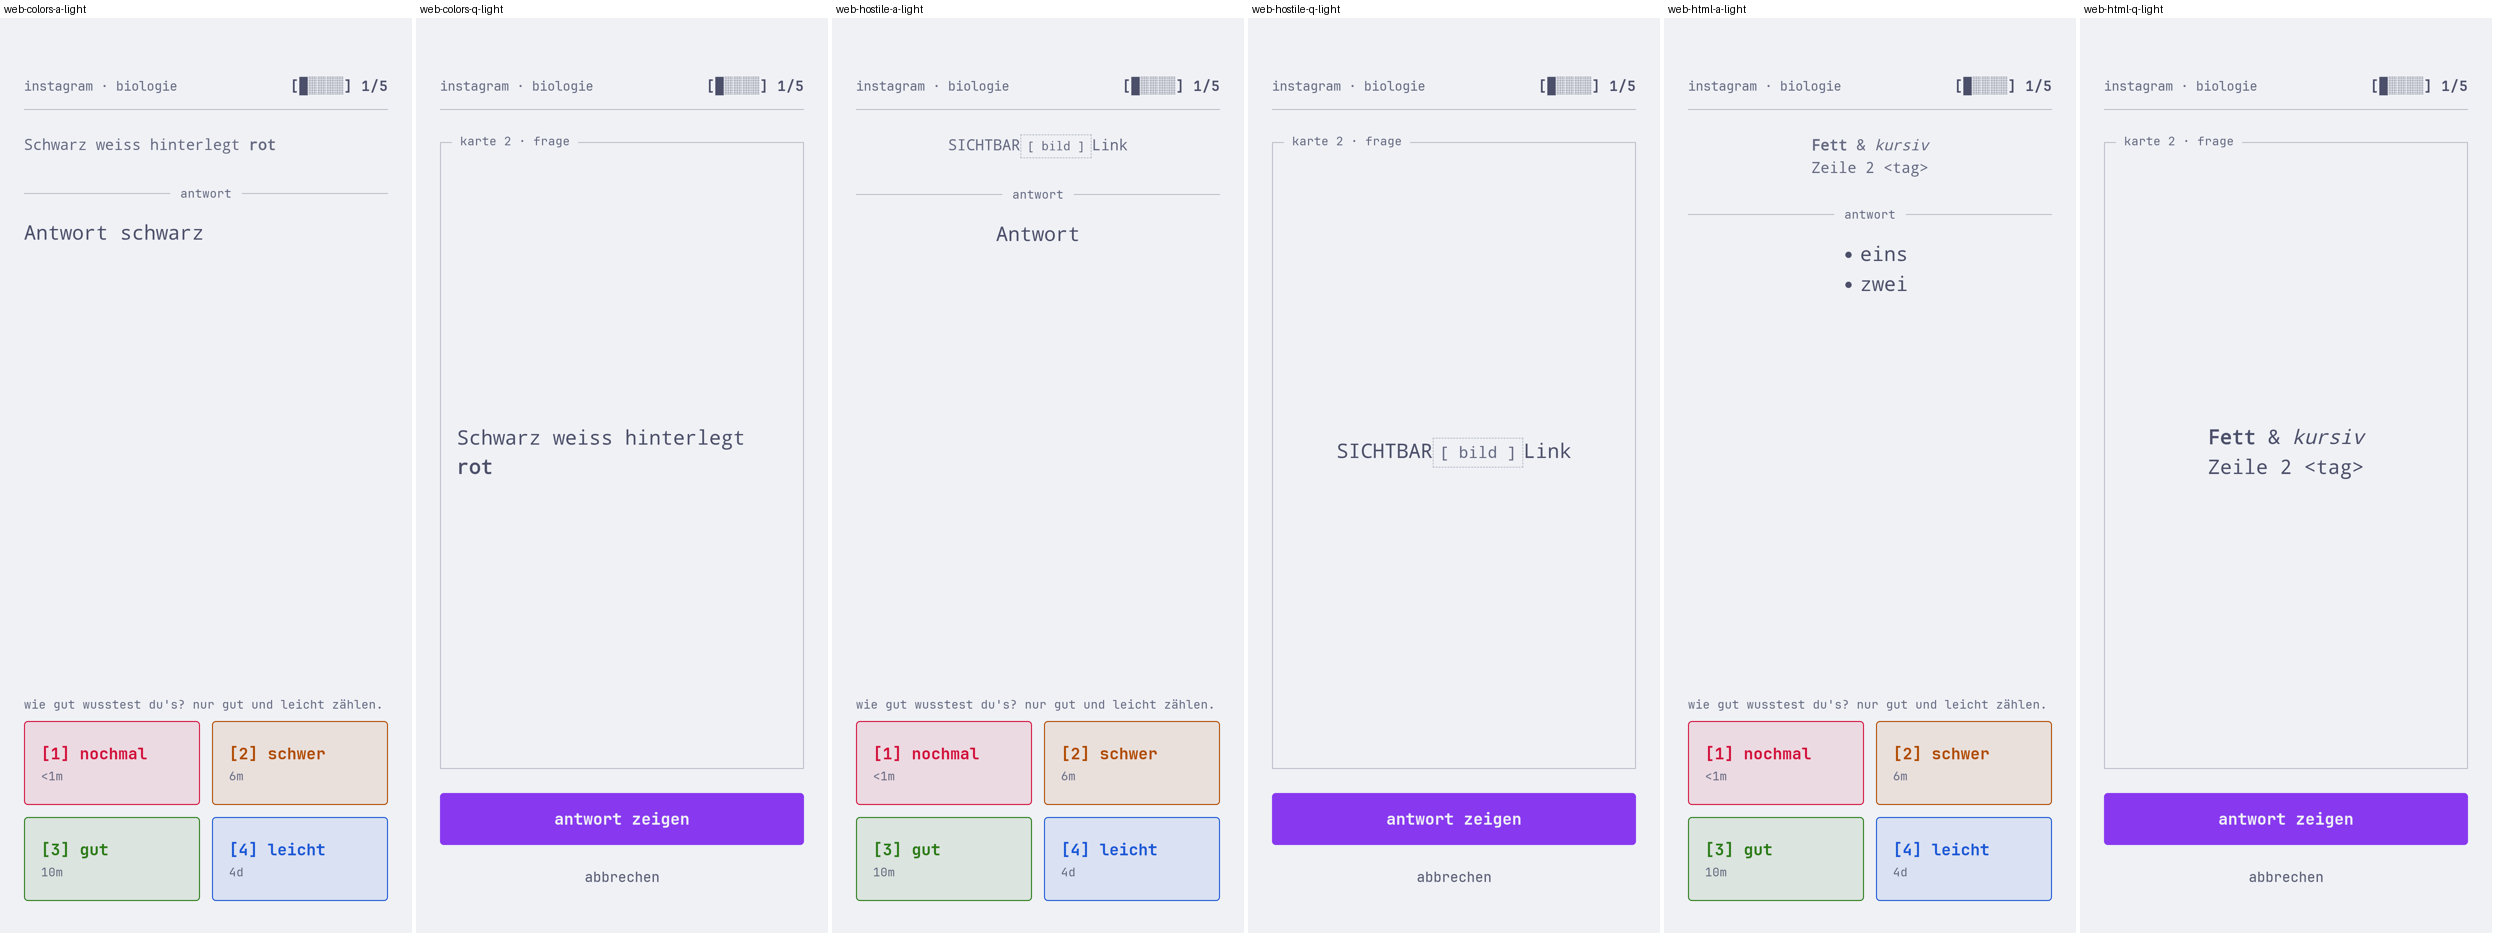 web-colors-a-light
instagram · biologie
[█░░░░] 1/5
Schwarz weiss hinterlegt rot
antwort
Antwort schwarz
wie gut wusstest du's? nur gut und leicht zählen.
[1] nochmal
<1m
[2] schwer
6m
[3] gut
10m
[4] leicht
4d
web-colors-q-light
instagram · biologie
[█░░░░] 1/5
karte 2 · frage
Schwarz weiss hinterlegt
rot
antwort zeigen
abbrechen
web-hostile-a-light
instagram · biologie
[█░░░░] 1/5
SICHTBAR[ bild ]Link
antwort
Antwort
wie gut wusstest du's? nur gut und leicht zählen.
[1] nochmal
<1m
[2] schwer
6m
[3] gut
10m
[4] leicht
4d
web-hostile-q-light
instagram · biologie
[█░░░░] 1/5
karte 2 · frage
SICHTBAR[ bild ]Link
antwort zeigen
abbrechen
web-html-a-light
instagram · biologie
[█░░░░] 1/5
Fett & kursiv
Zeile 2 <tag>
antwort
• eins
• zwei
wie gut wusstest du's? nur gut und leicht zählen.
[1] nochmal
<1m
[2] schwer
6m
[3] gut
10m
[4] leicht
4d
web-html-q-light
instagram · biologie
[█░░░░] 1/5
karte 2 · frage
Fett & kursiv
Zeile 2 <tag>
antwort zeigen
abbrechen